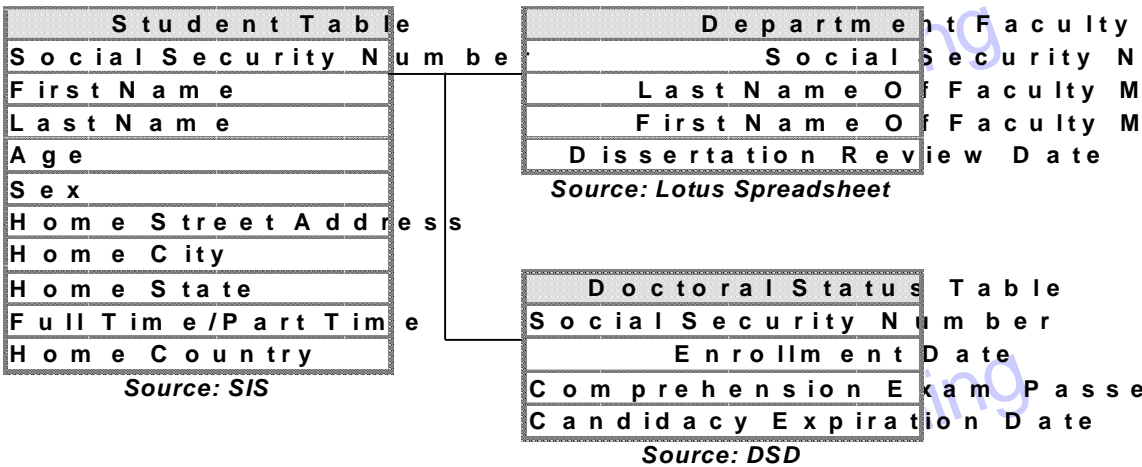 Student Table
Social Security Number
First Name
Last Name
Age
Sex
Home Street Address
Home City
Home State
Full Time/Part Time
Home Country
Source: SIS
Department Faculty
Social Security N
Last Name Of Faculty M
First Name Of Faculty M
Dissertation Review Date
Source: Lotus Spreadsheet
Doctoral Status Table
Social Security Number
Enrollment Date
Comprehension Exam Passe
Candidacy Expiration Date
Source: DSD